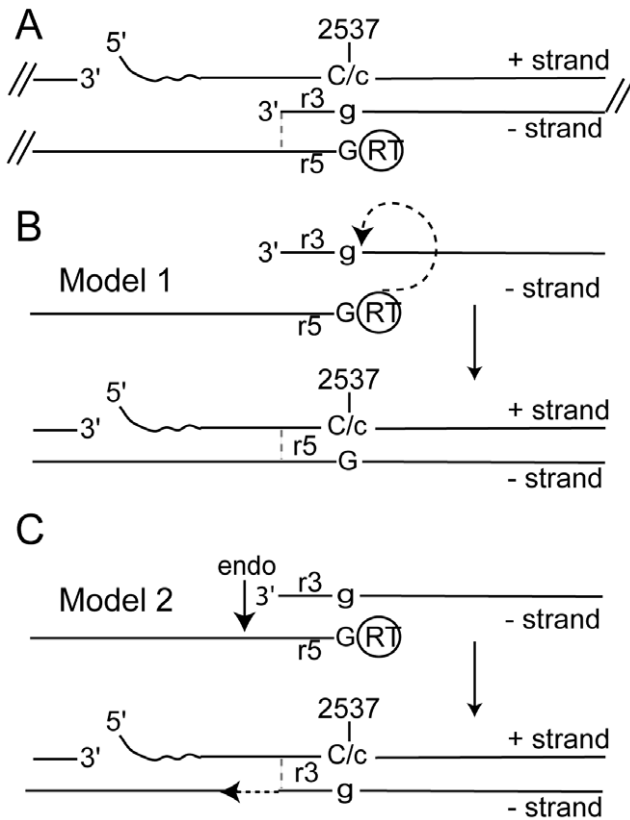 A
5'
2537
3'
C/c
+ strand
3'
r3
g
- strand
r5
G RT
B
Model 1
3'
r3
g
- strand
r5
G RT
5'
2537
3'
C/c
+ strand
r5
G
- strand
C
Model 2
endo
3'
r3
g
- strand
r5
G RT
5'
2537
3'
C/c
+ strand
r3
g
- strand